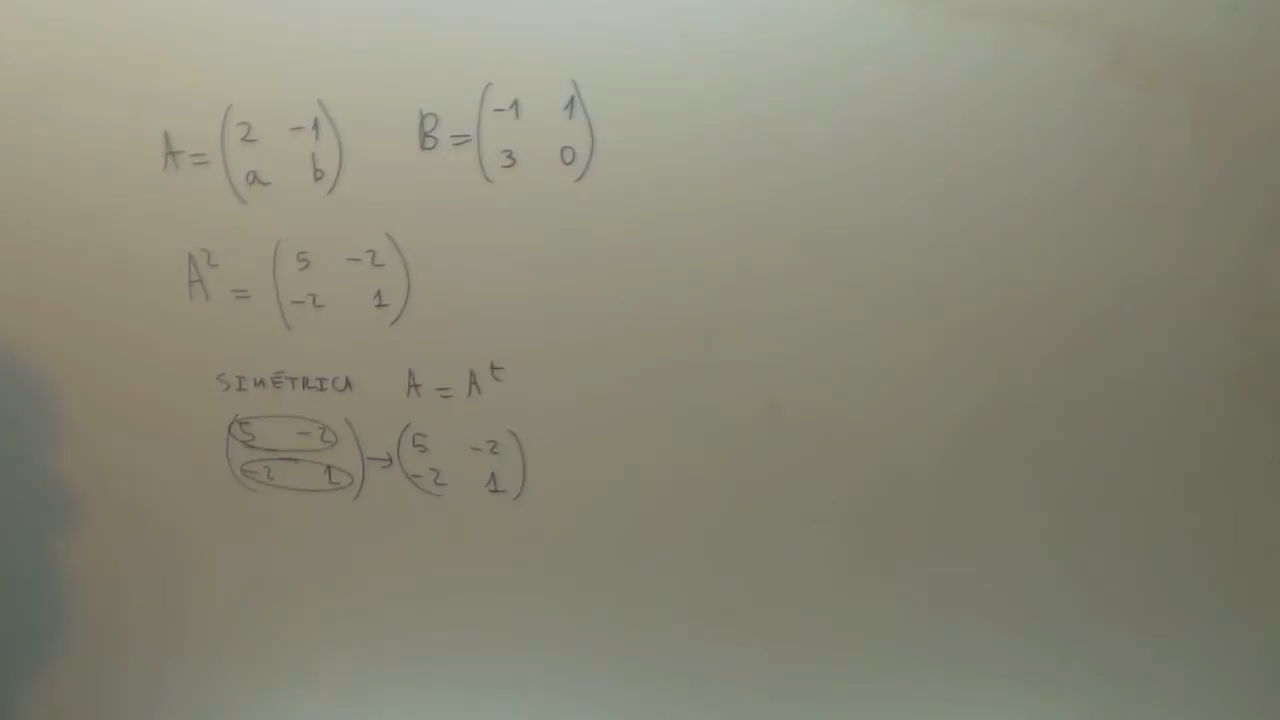 A = (2 -1 B = (-1 1
a b) 3 0)
A² = (5 -2
-2 1)
SIMÉTRICA A = Aᵗ
(5 -2 → (5 -2
-2 1) -2 1)